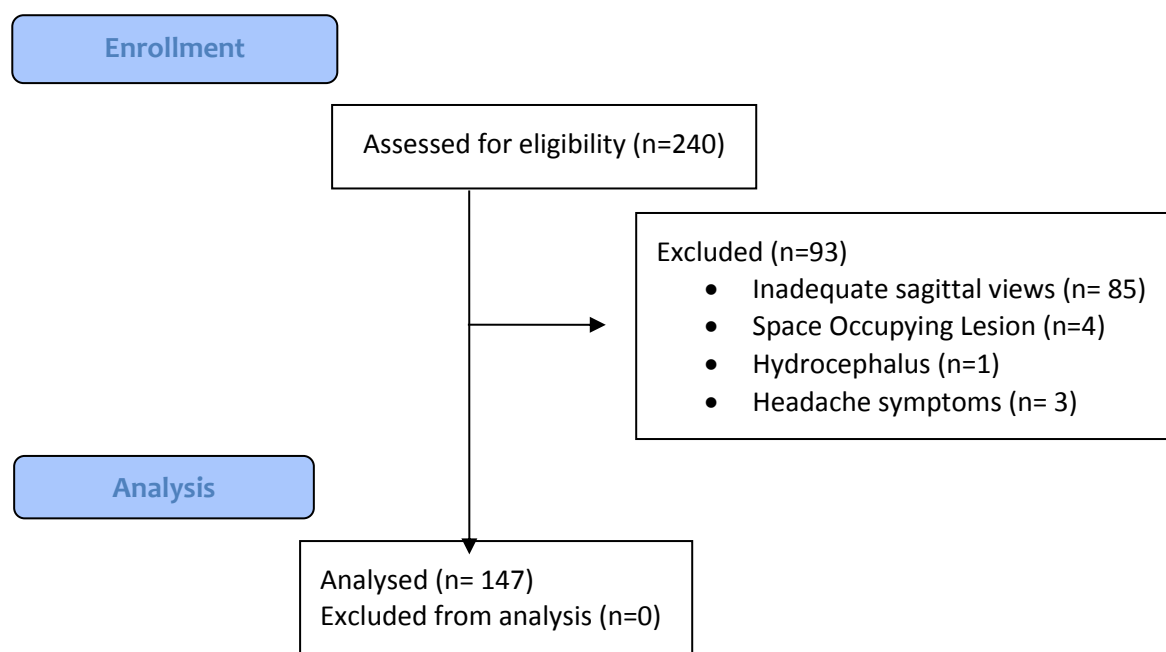 Enrollment
Assessed for eligibility (n=240)
Excluded (n=93)
• Inadequate sagittal views (n= 85)
• Space Occupying Lesion (n=4)
• Hydrocephalus (n=1)
• Headache symptoms (n= 3)
Analysis
Analysed (n= 147)
Excluded from analysis (n=0)